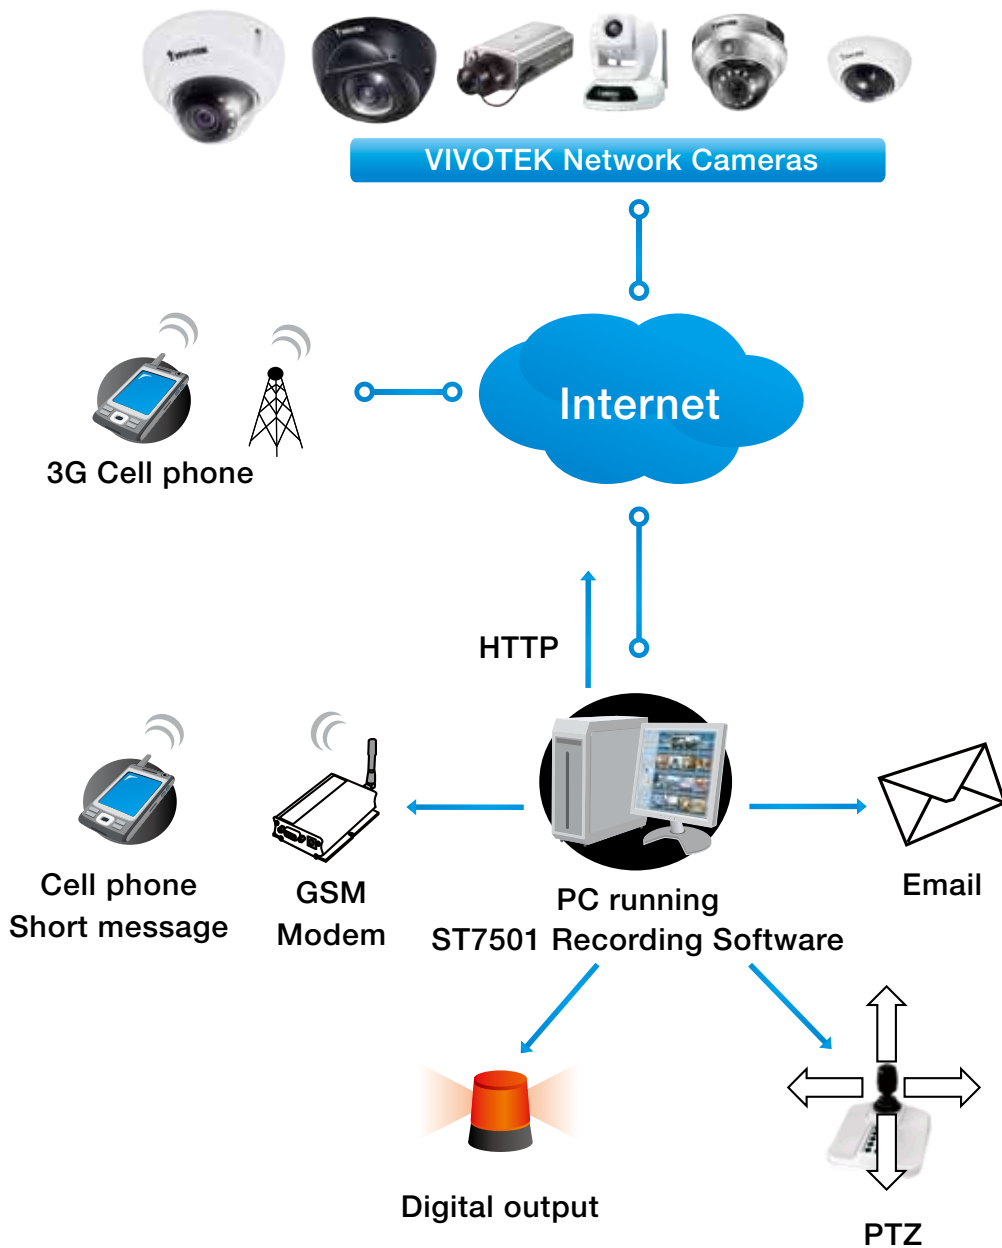 VIVOTEK Network Cameras
Internet
3G Cell phone
HTTP
Cell phone
Short message
GSM
Modem
PC running
ST7501 Recording Software
Email
Digital output
PTZ